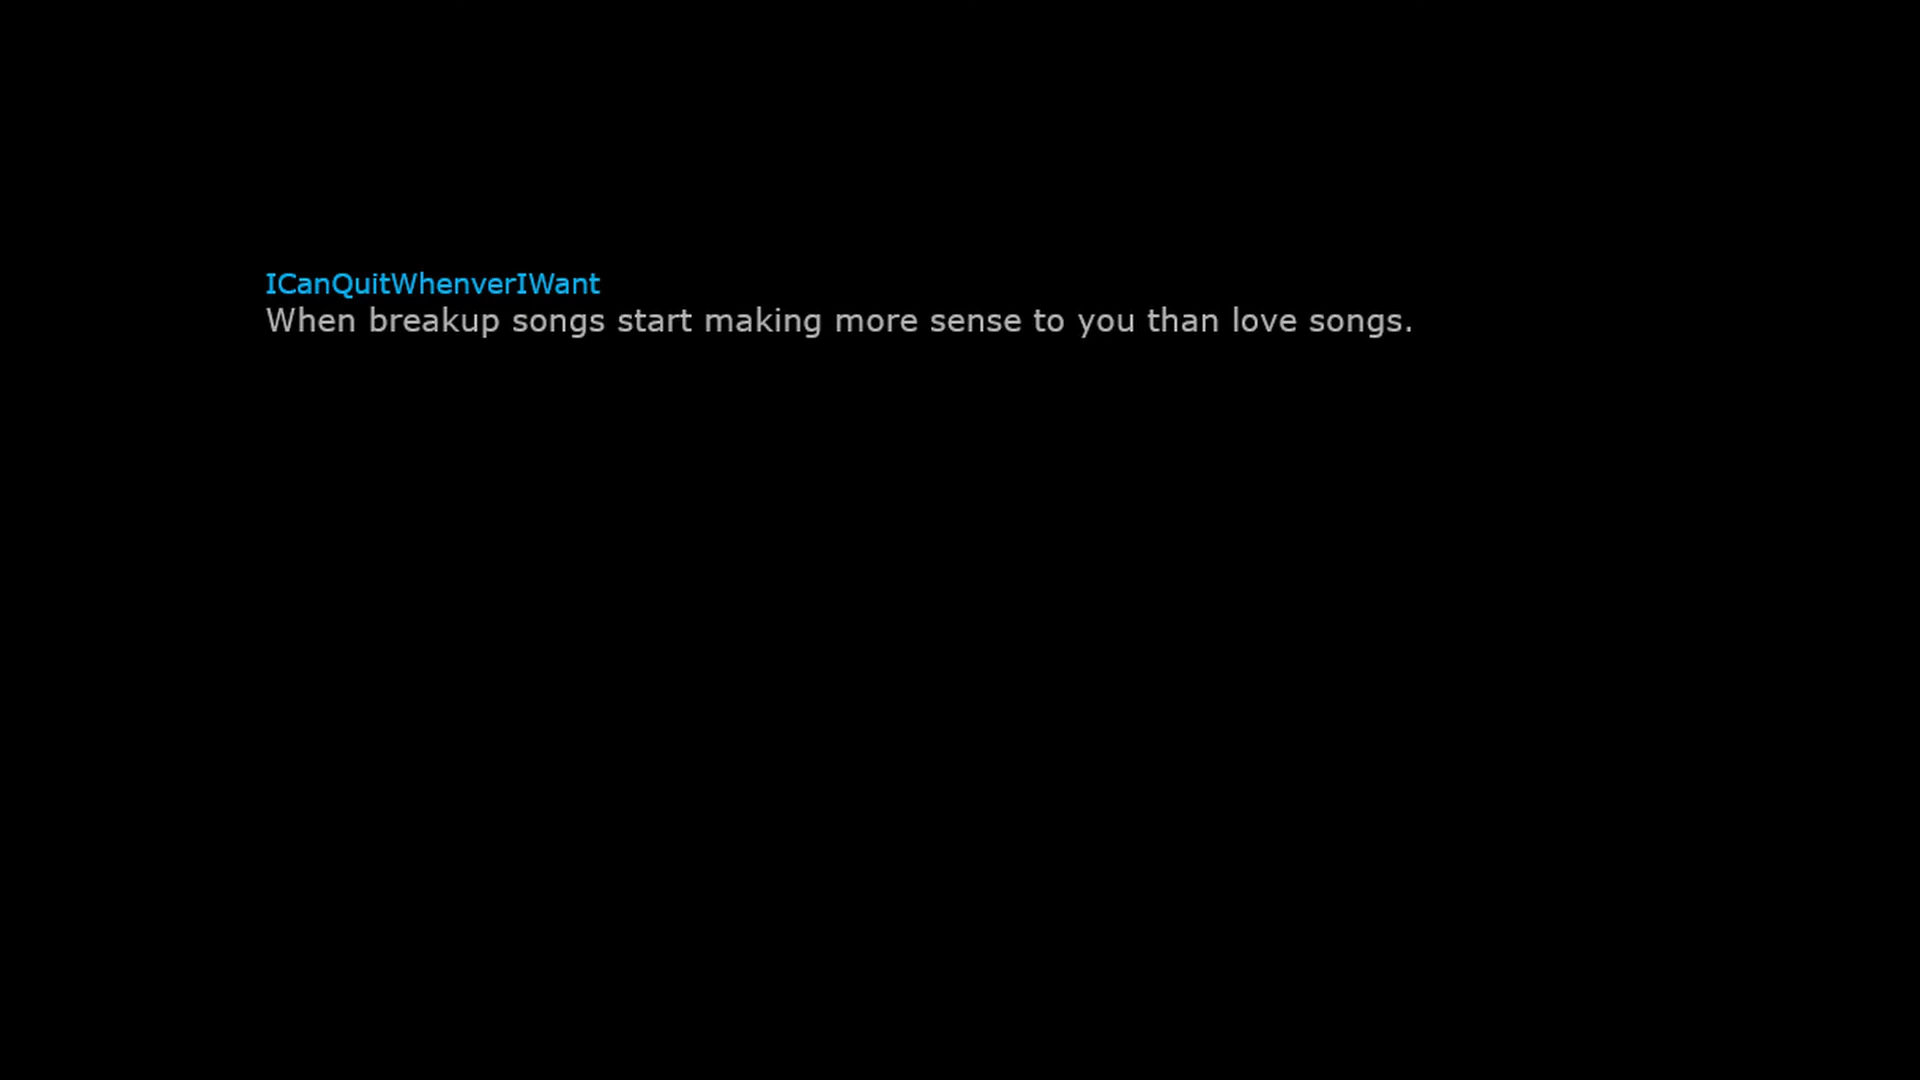 ICanQuitWhenverIWant
When breakup songs start making more sense to you than love songs.